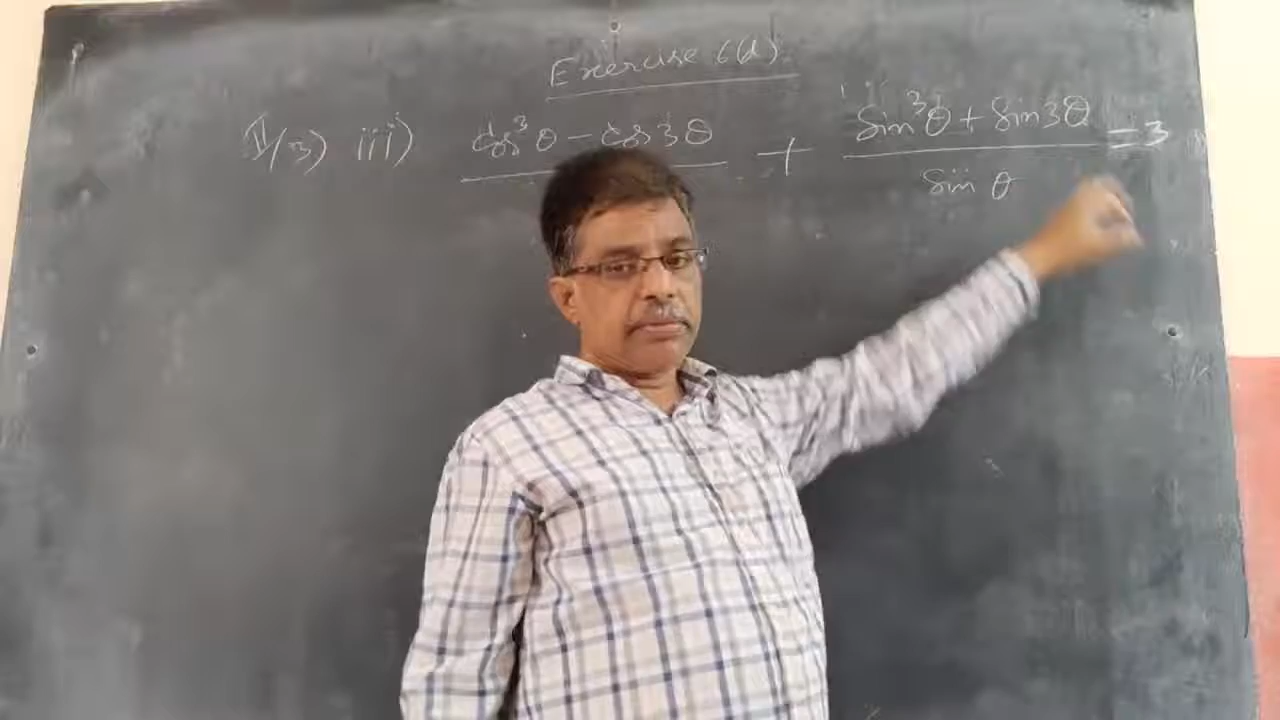 Exercise 6(d)
II/3) iii) cos³θ - cos3θ + sin³θ + sin3θ = 3
sin θ